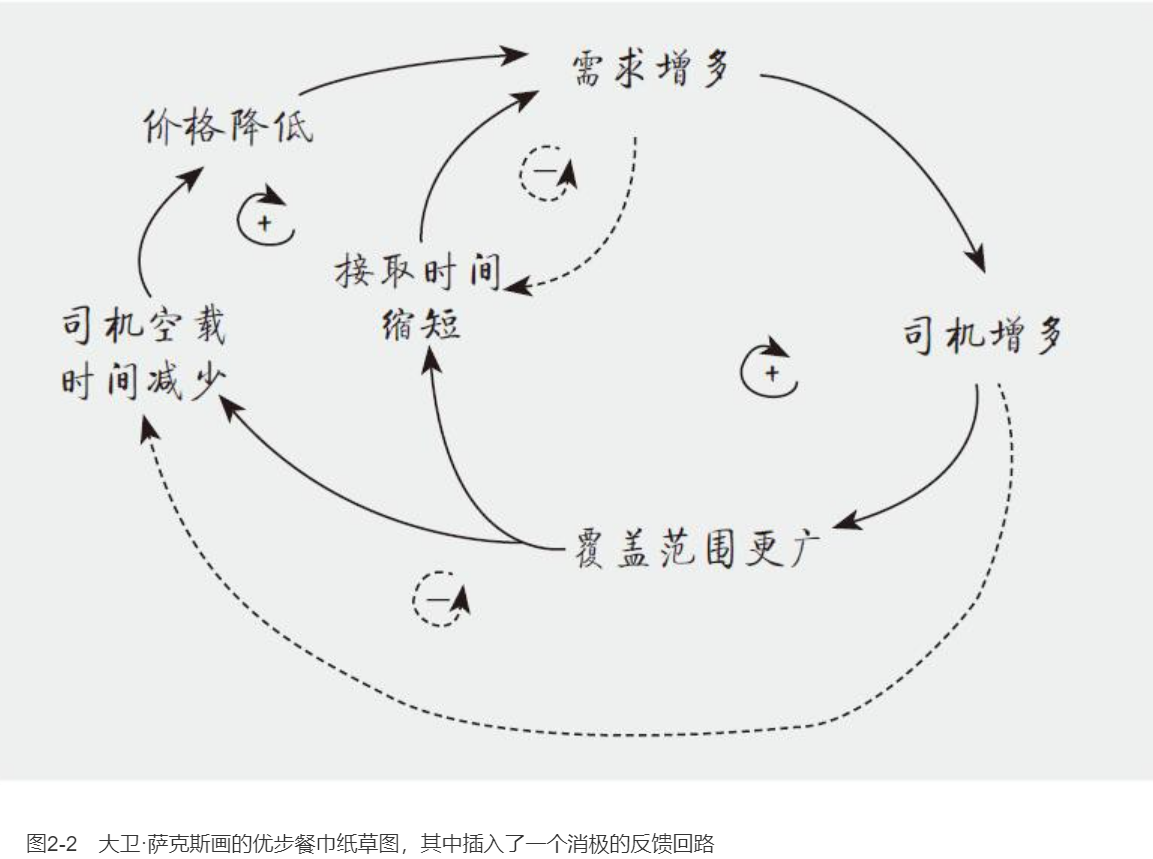 需求增多
价格降低
−
+
接取时间
缩短
司机空载
时间减少
司机增多
+
覆盖范围更广
−
图2-2 大卫·萨克斯画的优步餐巾纸草图，其中插入了一个消极的反馈回路